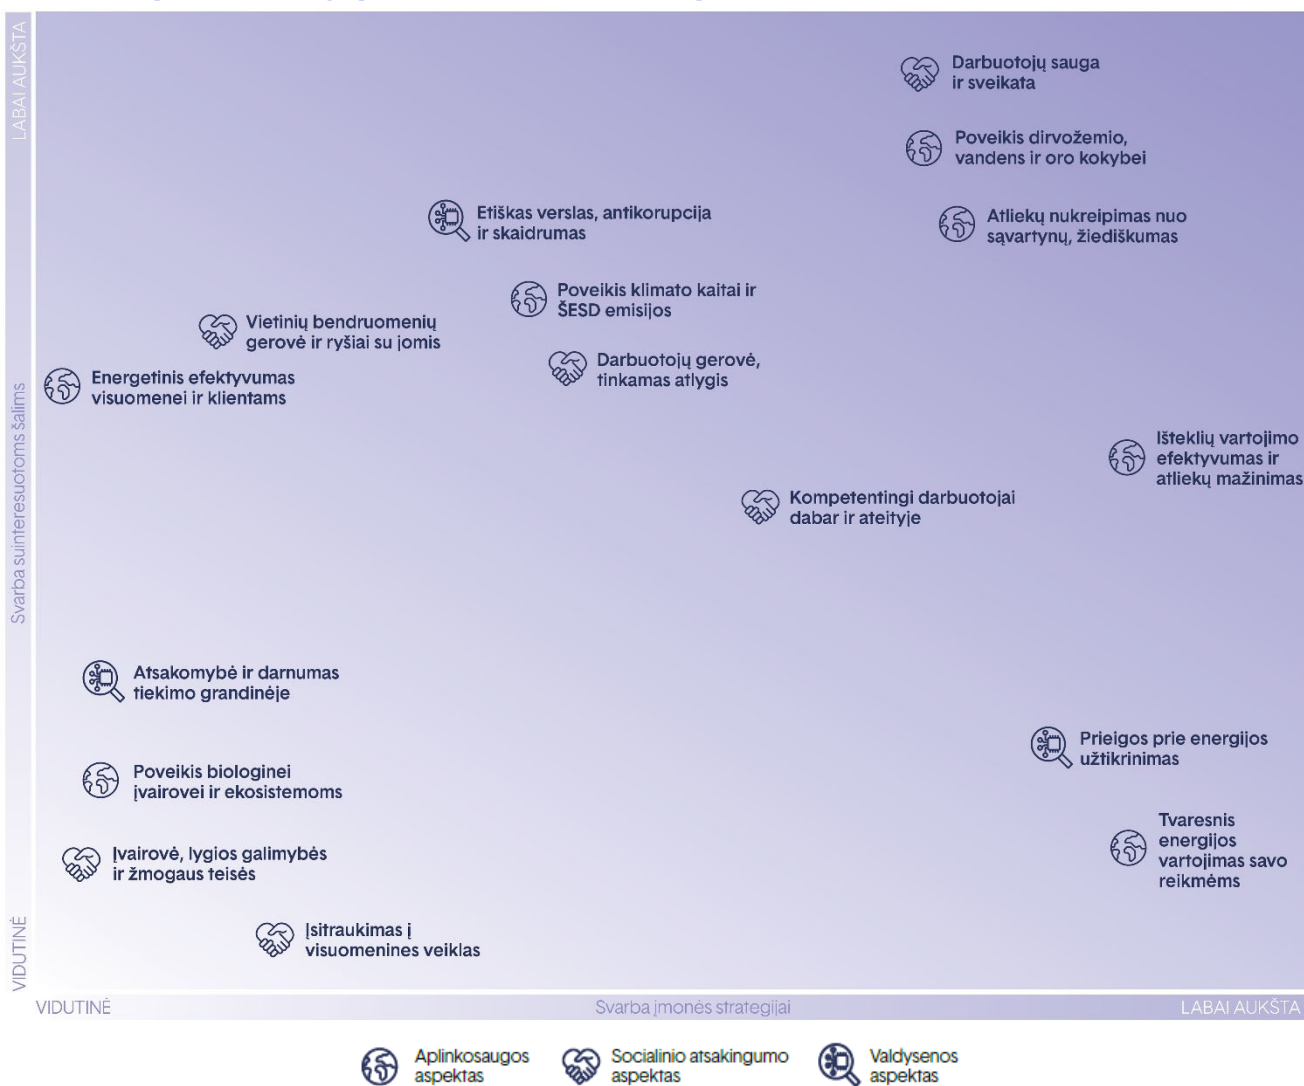 LABAI AUKŠTA
Svarba suinteresuotoms šalims
VIDUTINĖ
Darbuotojų sauga
ir sveikata
Poveikis dirvožemio,
vandens ir oro kokybei
Etiškas verslas, antikorupcija
ir skaidrumas
Atliekų nukreipimas nuo
sąvartynų, žiediškumas
Poveikis klimato kaitai ir
ŠESD emisijos
Vietinių bendruomenių
gerovė ir ryšiai su jomis
Darbuotojų gerovė,
tinkamas atlygis
Energetinis efektyvumas
visuomenei ir klientams
Išteklių vartojimo
efektyvumas ir
atliekų mažinimas
Kompetentingi darbuotojai
dabar ir ateityje
Atsakomybė ir darnumas
tiekimo grandinėje
Prieigos prie energijos
užtikrinimas
Poveikis biologinei
įvairovei ir ekosistemoms
Tvaresnis
energijos
vartojimas savo
reikmėms
Įvairovė, lygios galimybės
ir žmogaus teisės
Įsitraukimas į
visuomenines veiklas
VIDUTINĖ
Svarba įmonės strategijai
LABAI AUKŠTA
Aplinkosaugos
aspektas
Socialinio atsakingumo
aspektas
Valdysenos
aspektas